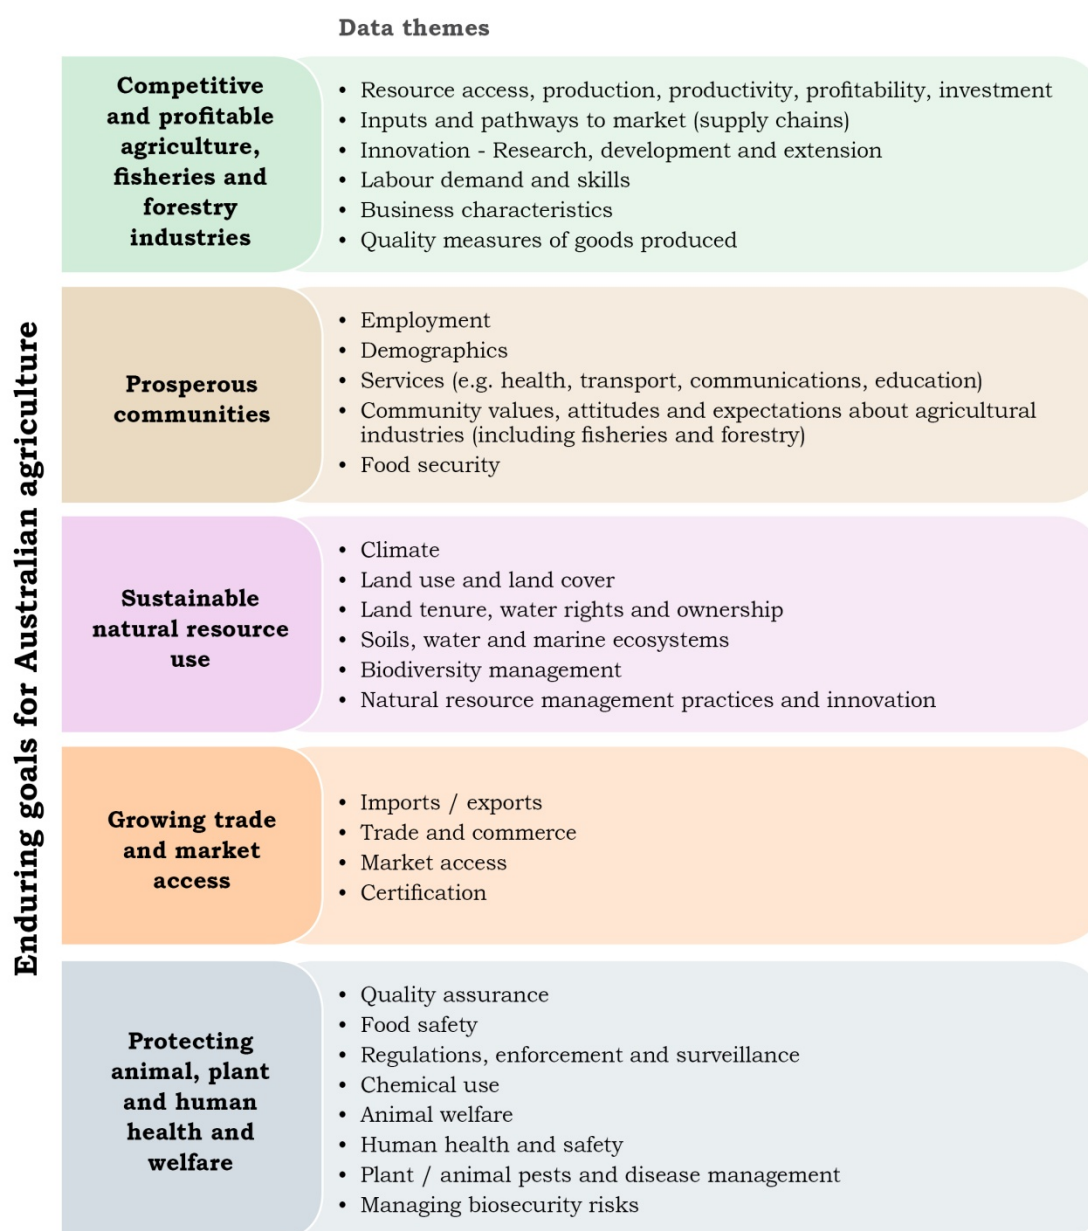 Data themes
Enduring goals for Australian agriculture
Competitive
and profitable
agriculture,
fisheries and
forestry
industries
• Resource access, production, productivity, profitability, investment
• Inputs and pathways to market (supply chains)
• Innovation - Research, development and extension
• Labour demand and skills
• Business characteristics
• Quality measures of goods produced
Prosperous
communities
• Employment
• Demographics
• Services (e.g. health, transport, communications, education)
• Community values, attitudes and expectations about agricultural
industries (including fisheries and forestry)
• Food security
Sustainable
natural resource
use
• Climate
• Land use and land cover
• Land tenure, water rights and ownership
• Soils, water and marine ecosystems
• Biodiversity management
• Natural resource management practices and innovation
Growing trade
and market
access
• Imports / exports
• Trade and commerce
• Market access
• Certification
Protecting
animal, plant
and human
health and
welfare
• Quality assurance
• Food safety
• Regulations, enforcement and surveillance
• Chemical use
• Animal welfare
• Human health and safety
• Plant / animal pests and disease management
• Managing biosecurity risks